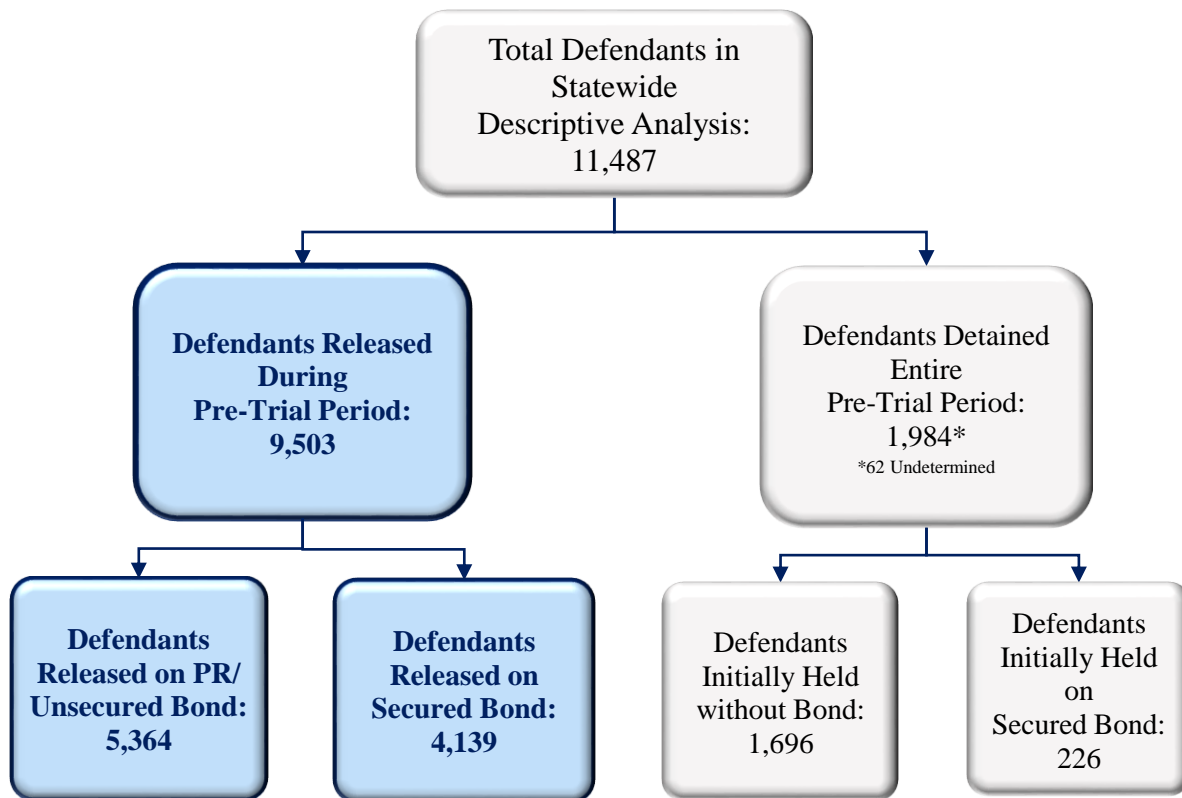 Total Defendants in
Statewide
Descriptive Analysis:
11,487
Defendants Released
During
Pre-Trial Period:
9,503
Defendants Detained
Entire
Pre-Trial Period:
1,984*
*62 Undetermined
Defendants
Released on PR/
Unsecured Bond:
5,364
Defendants
Released on
Secured Bond:
4,139
Defendants
Initially Held
without Bond:
1,696
Defendants
Initially Held
on
Secured Bond:
226